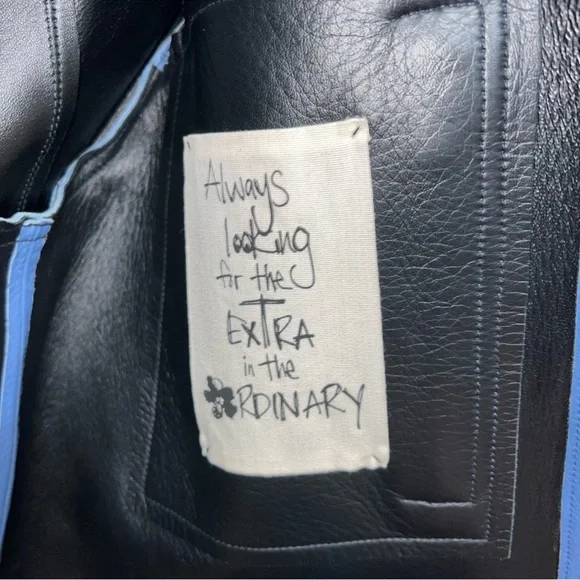 Always
looking
for the
EXTRA
in the
ORDINARY